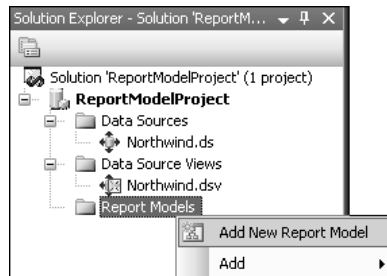 Solution Explorer - Solution 'ReportM...
Solution 'ReportModelProject' (1 project)
ReportModelProject
Data Sources
Northwind.ds
Data Source Views
Northwind.dsv
Report Models
Add New Report Model
Add